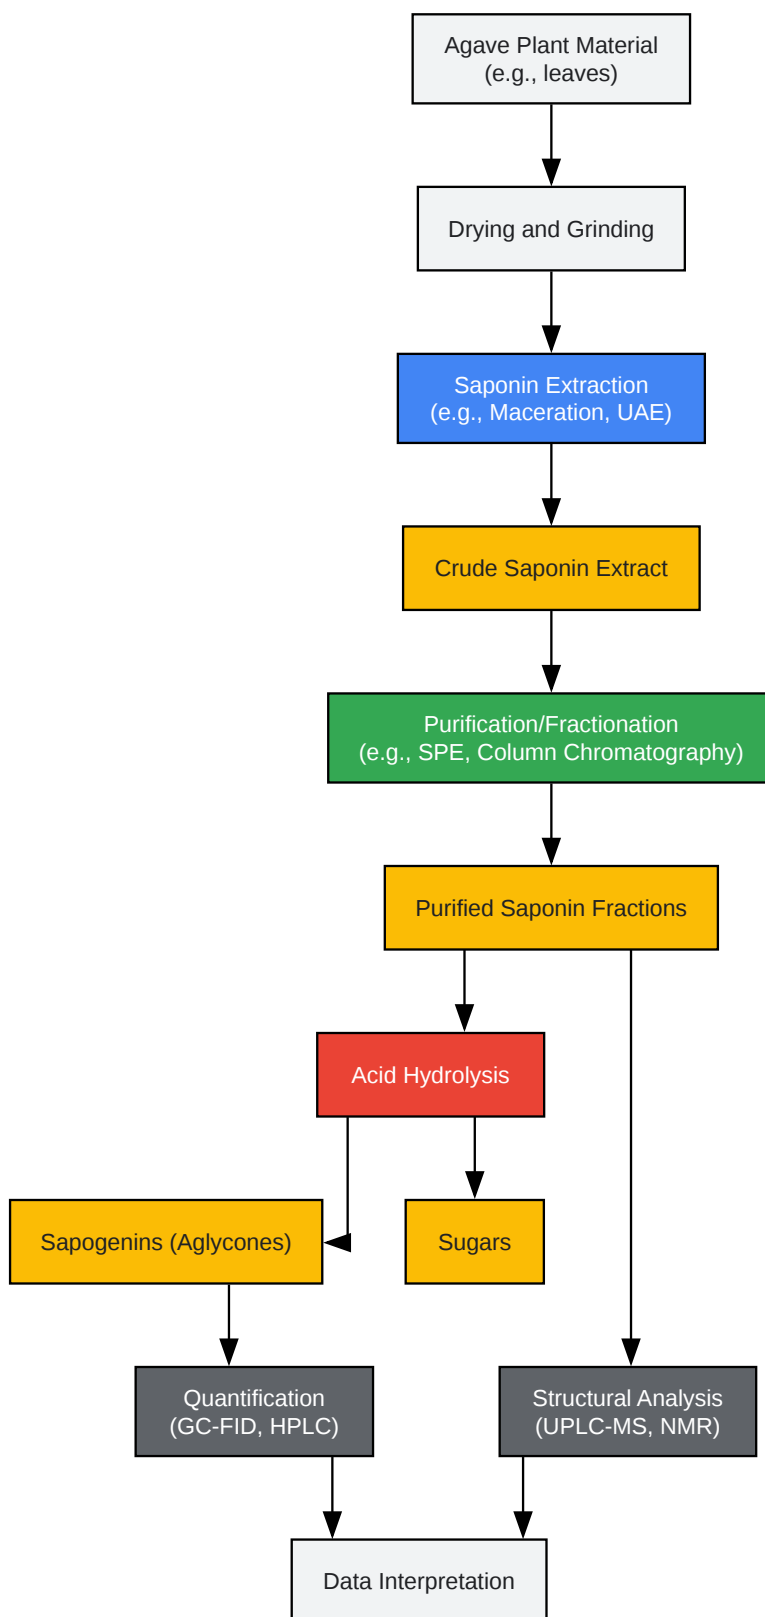 Agave Plant Material
(e.g., leaves)
Drying and Grinding
Saponin Extraction
(e.g., Maceration, UAE)
Crude Saponin Extract
Purification/Fractionation
(e.g., SPE, Column Chromatography)
Purified Saponin Fractions
Acid Hydrolysis
Sapogenins (Aglycones)
Sugars
Quantification
(GC-FID, HPLC)
Structural Analysis
(UPLC-MS, NMR)
Data Interpretation